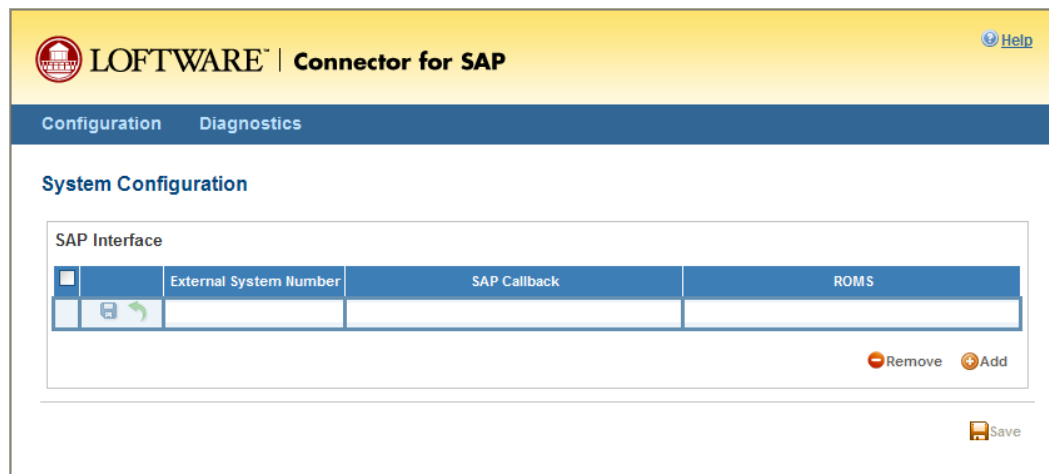 LOFTWARE™ | Connector for SAP
Help
Configuration Diagnostics
System Configuration
SAP Interface
External System Number SAP Callback ROMS
Remove Add
Save